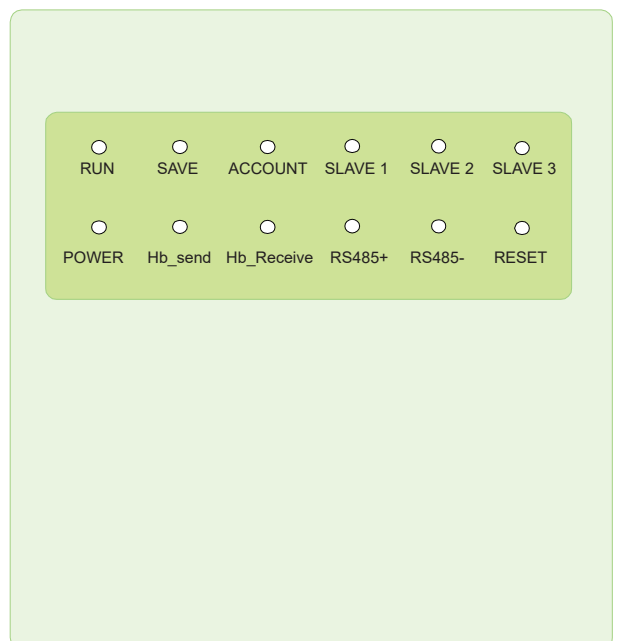 RUN SAVE ACCOUNT SLAVE 1 SLAVE 2 SLAVE 3
POWER Hb_send Hb_Receive RS485+ RS485- RESET